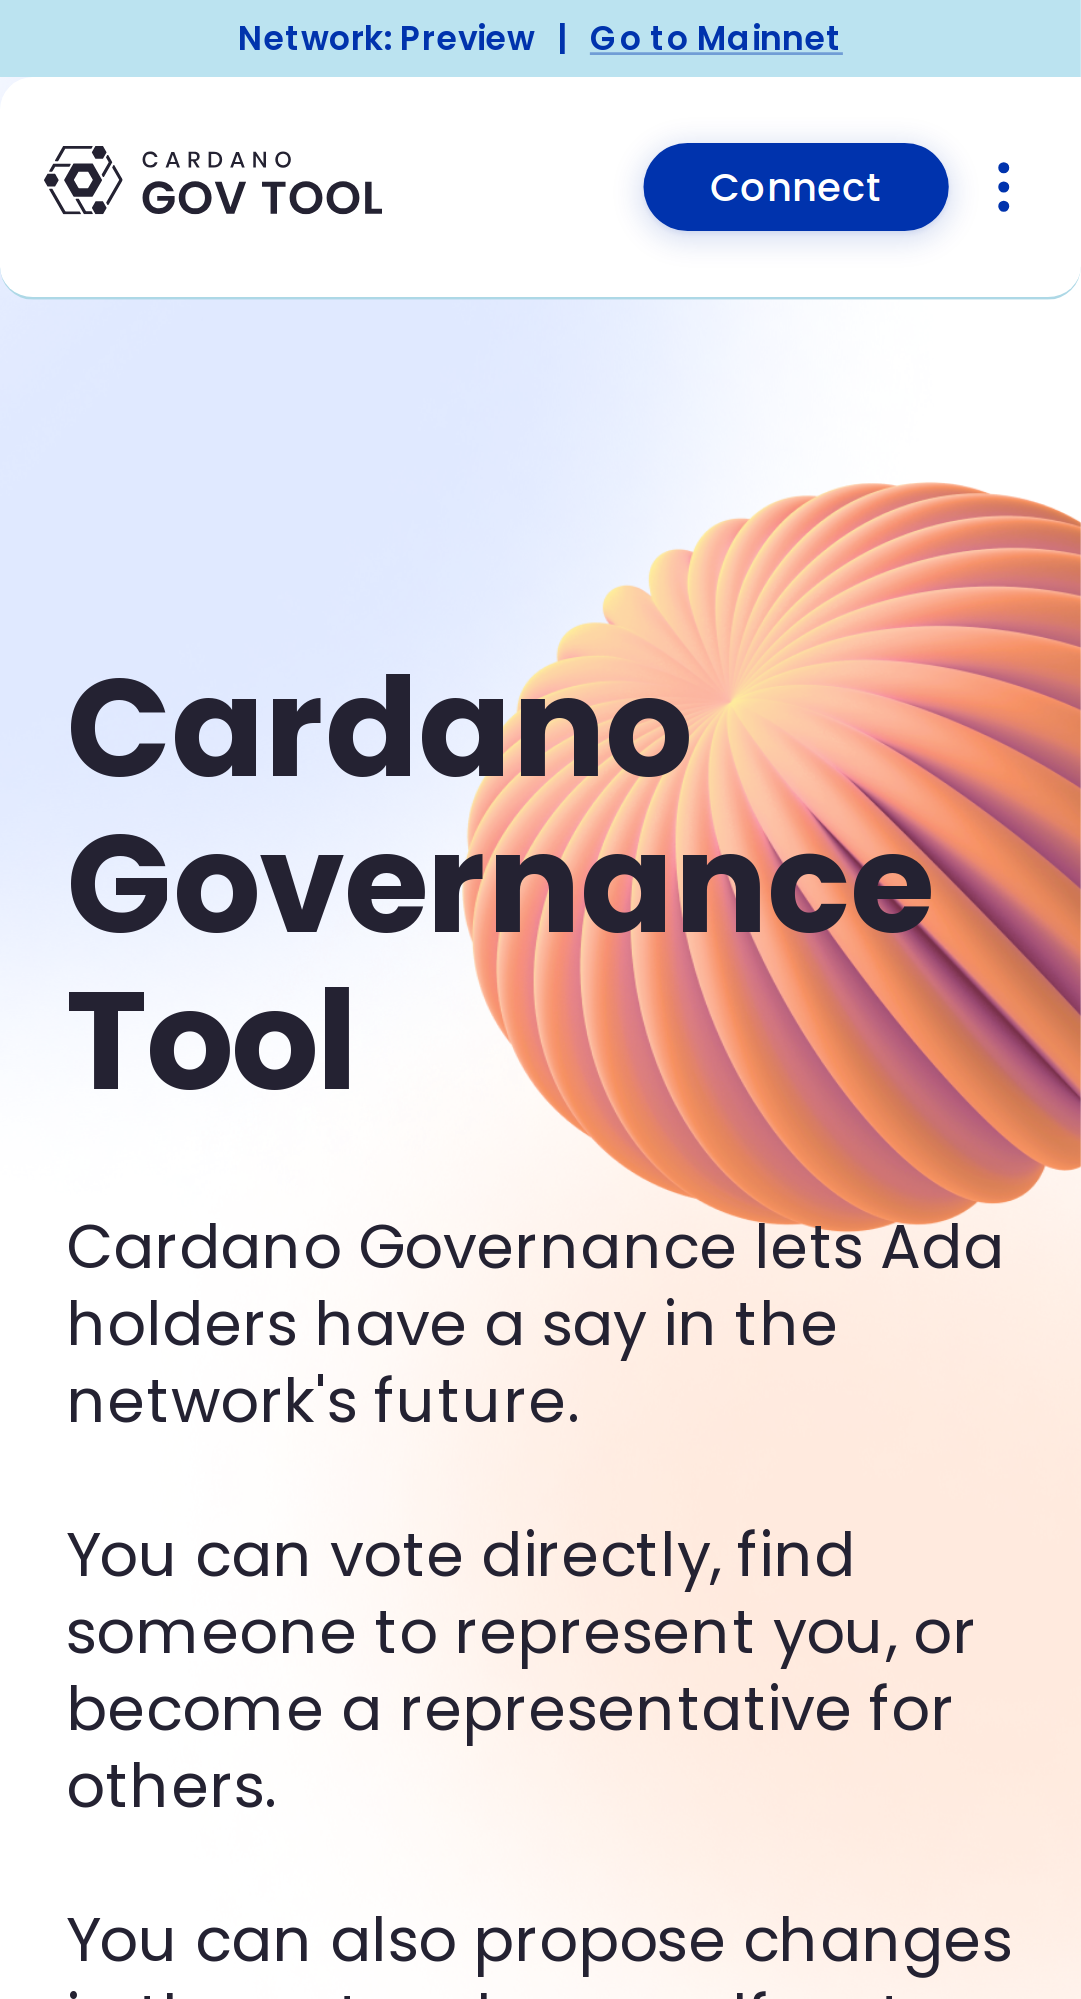 Network: Preview | Go to Mainnet
CARDANO
GOV TOOL
Connect
Cardano
Governance
Tool
Cardano Governance lets Ada
holders have a say in the
network's future.
You can vote directly, find
someone to represent you, or
become a representative for
others.
You can also propose changes